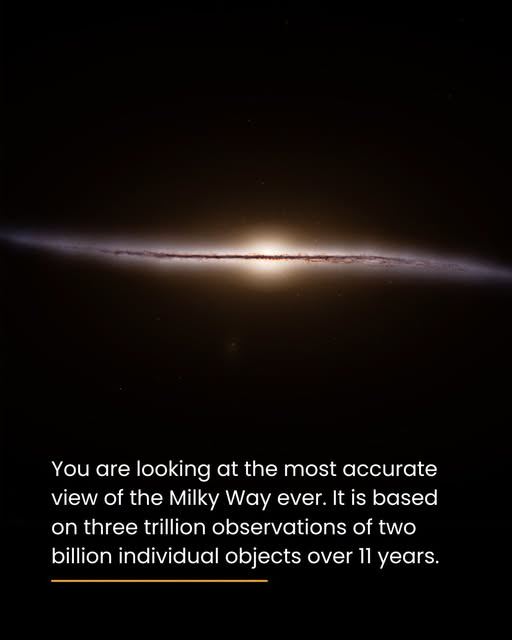 You are looking at the most accurate
view of the Milky Way ever. It is based
on three trillion observations of two
billion individual objects over 11 years.